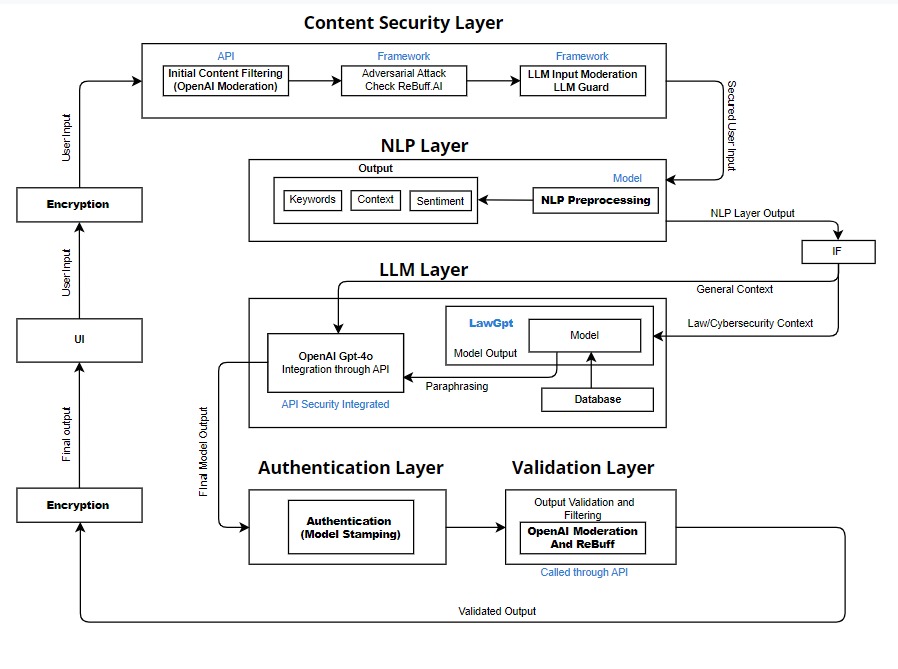 Content Security Layer
API
Initial Content Filtering
(OpenAI Moderation)
Framework
Adversarial Attack
Check ReBuff.AI
Framework
LLM Input Moderation
LLM Guard
User Input
Secured User Input
NLP Layer
Output
Keywords
Context
Sentiment
Model
NLP Preprocessing
Encryption
NLP Layer Output
IF
User Input
LLM Layer
General Context
Law/Cybersecurity Context
UI
LawGpt
Model
Model Output
OpenAI Gpt-4o
Integration through API
API Security Integrated
Paraphrasing
Database
Final output
FInal Model Output
Authentication Layer
Validation Layer
Encryption
Authentication
(Model Stamping)
Output Validation and
Filtering
OpenAI Moderation
And ReBuff
Called through API
Validated Output